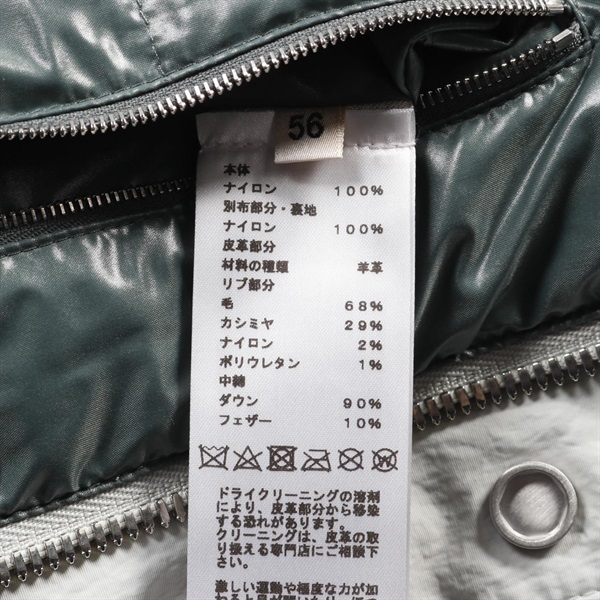 56
本体
ナイロン 100%
別布部分・裏地
ナイロン 100%
皮革部分
材料の種類 羊革
リブ部分
毛 68%
カシミヤ 29%
ナイロン 2%
ポリウレタン 1%
中綿
ダウン 90%
フェザー 10%
ドライクリーニングの溶剤
により、皮革部分から移染
する恐れがあります。
クリーニングは、皮革の取
り扱える専門店にご相談下
さい。
激しい運動や極度な力が加